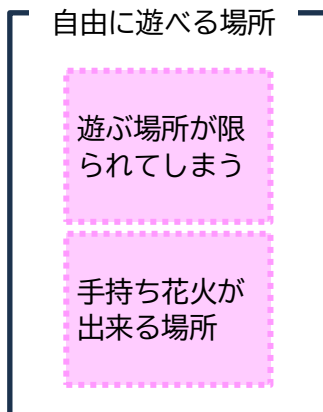 自由に遊べる場所
遊ぶ場所が限
られてしまう
手持ち花火が
出来る場所